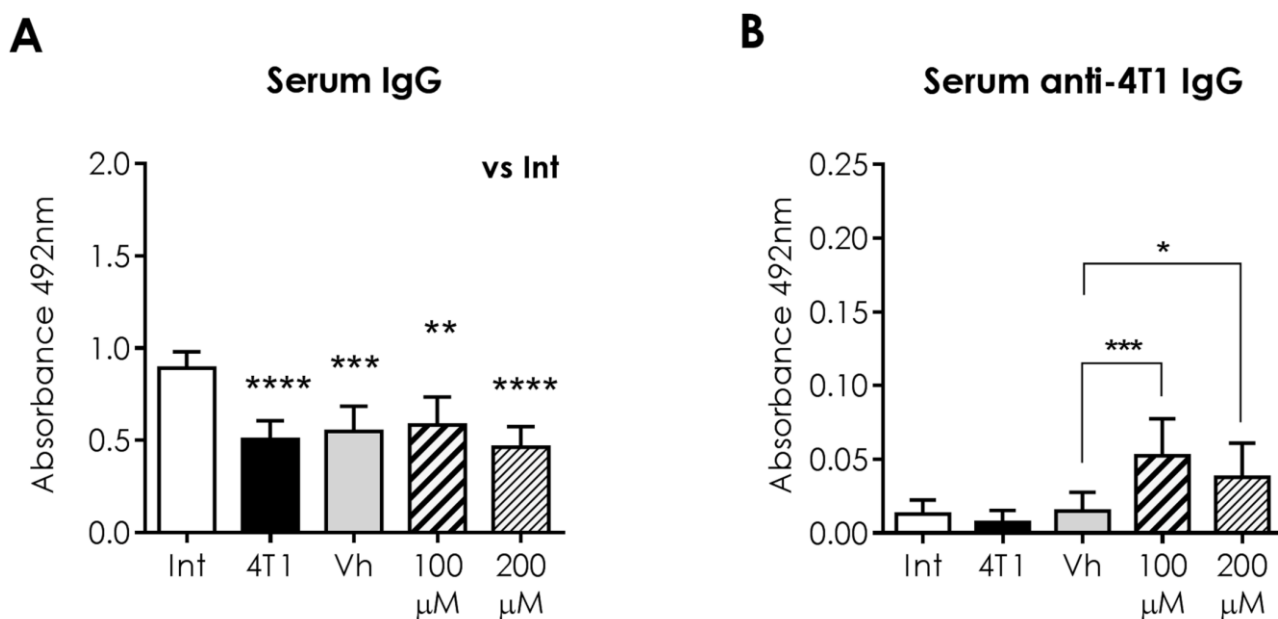 A
Serum IgG
vs Int
Absorbance 492nm
2.0
1.5
1.0
0.5
0.0
****
***
**
****
Int 4T1 Vh 100 μM 200 μM
B
Serum anti-4T1 IgG
Absorbance 492nm
0.25
0.20
0.15
0.10
0.05
0.00
*
***
Int 4T1 Vh 100 μM 200 μM